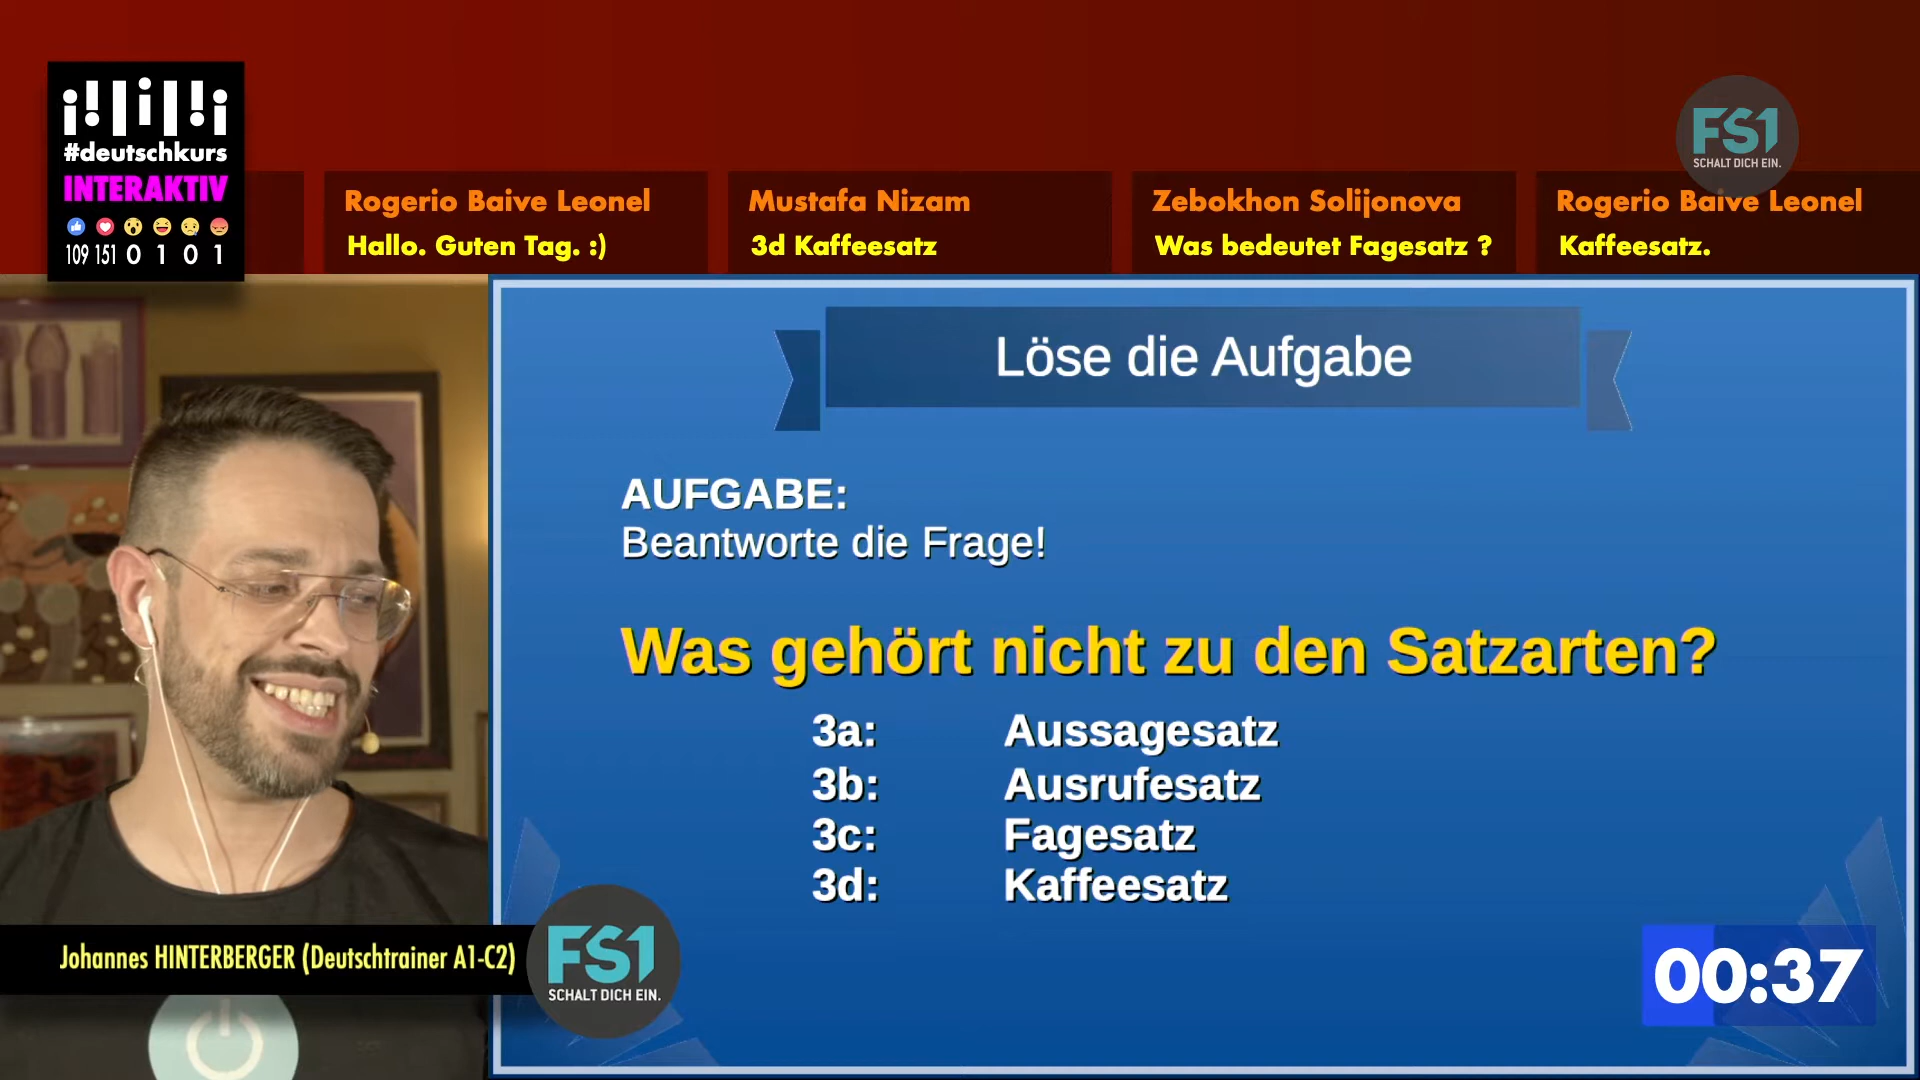 #deutschkurs
INTERAKTIV
109 151 0 1 0 1
Rogerio Baive Leonel
Hallo. Guten Tag. :)
Mustafa Nizam
3d Kaffeesatz
Zebokhon Solijonova
Was bedeutet Fagesatz ?
Rogerio Baive Leonel
Kaffeesatz.
FS1
SCHALT DICH EIN.
Löse die Aufgabe
AUFGABE:
Beantworte die Frage!
Was gehört nicht zu den Satzarten?
3a: Aussagesatz
3b: Ausrufesatz
3c: Fagesatz
3d: Kaffeesatz
Johannes HINTERBERGER (Deutschtrainer A1-C2)
FS1
SCHALT DICH EIN.
00:37